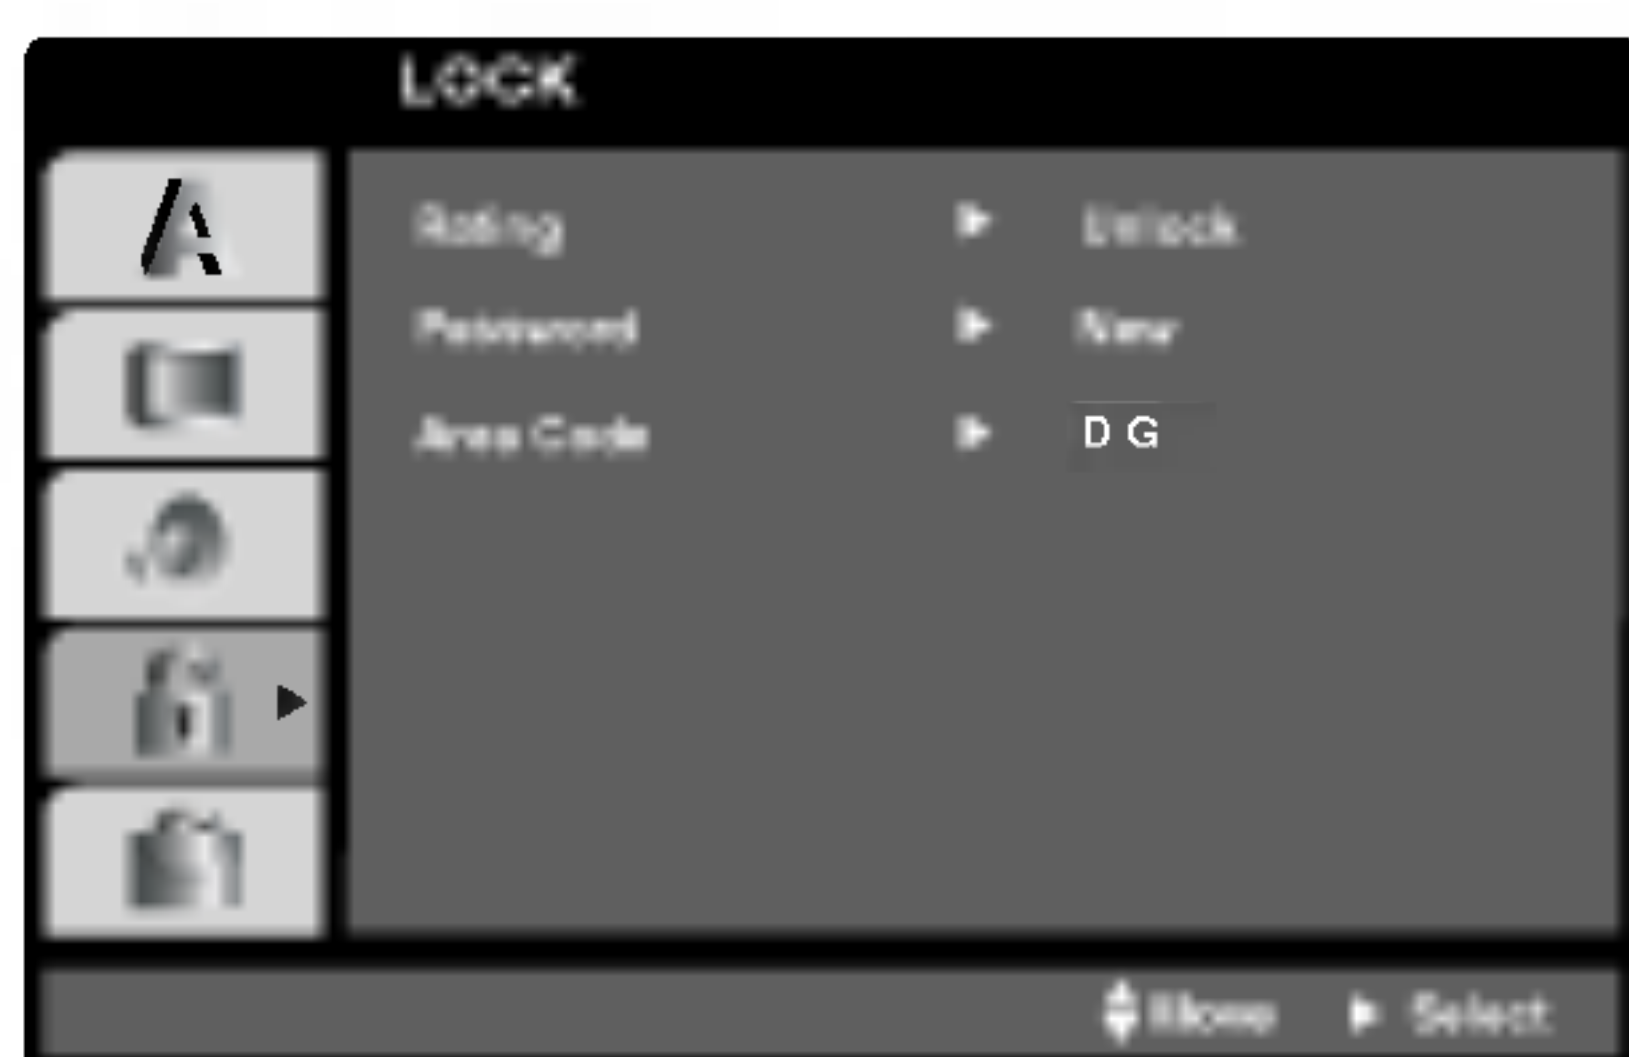 LOCK
Rating ▶ Unlock
Password ▶ New
Area Code ▶ D G
Move ▶ Select